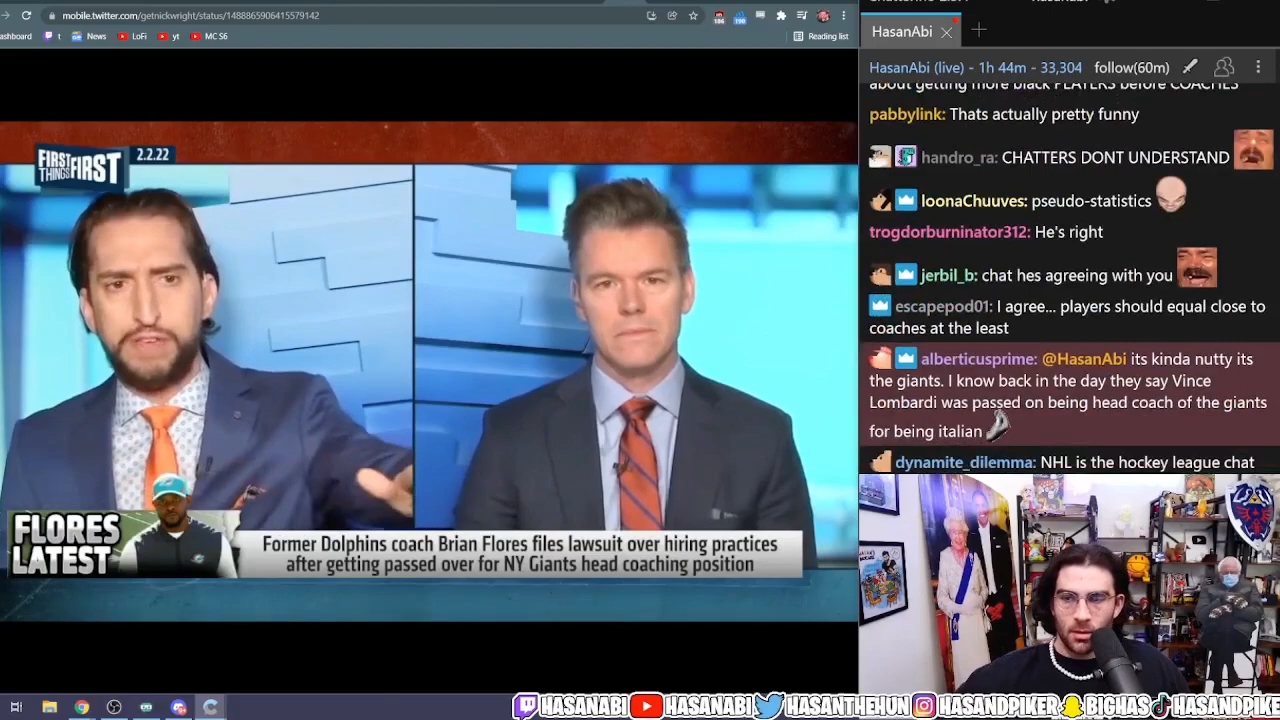 mobile.twitter.com/getnickwright/status/1488865906415579142
ashboard
t
News
LoFi
yt
MC S6
Reading list
FIRST THINGS FIRST
2.2.22
FLORES
LATEST
Former Dolphins coach Brian Flores files lawsuit over hiring practices
after getting passed over for NY Giants head coaching position
HasanAbi
HasanAbi (live) - 1h 44m - 33,304
follow(60m)
about getting more black PLAYERS before COACHES
pabbylink: Thats actually pretty funny
handro_ra: CHATTERS DONT UNDERSTAND
loonaChuuves: pseudo-statistics
trogdorburninator312: He's right
jerbil_b: chat hes agreeing with you
escapepod01: I agree... players should equal close to
coaches at the least
alberticusprime: @HasanAbi its kinda nutty its
the giants. I know back in the day they say Vince
Lombardi was passed on being head coach of the giants
for being italian
dynamite_dilemma: NHL is the hockey league chat
HASANABI HASANABI HASANTHEHUN HASANDPIKER BIGHAS HASANDPIKE